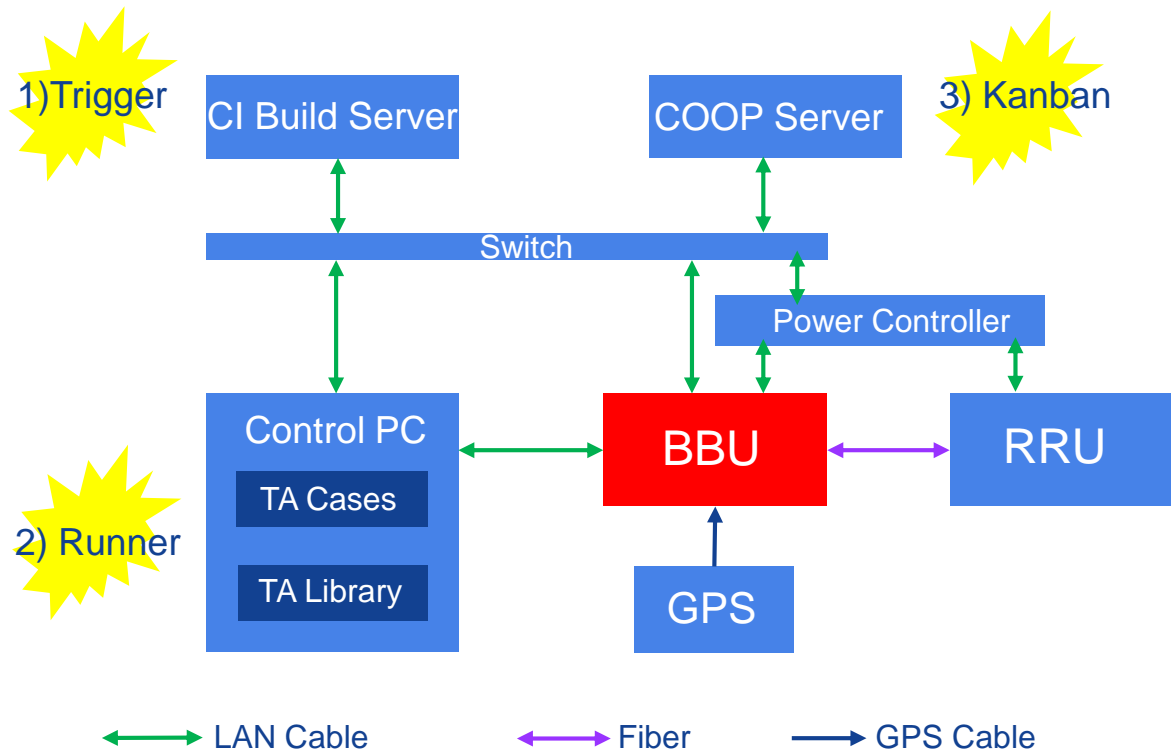 1)Trigger
CI Build Server
COOP Server
3) Kanban
Switch
Power Controller
Control PC
TA Cases
TA Library
2) Runner
BBU
RRU
GPS
LAN Cable
Fiber
GPS Cable